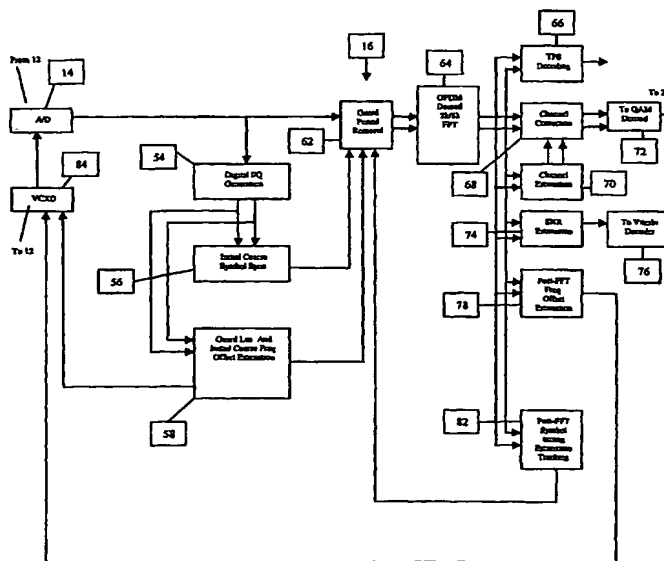 From 12
14
A/D
84
VCXO
To 12
54
Digital I/Q
Generation
56
Initial Coarse
Symbol Sync
Guard Len And
Initial Coarse Freq
Offset Estimation
58
16
62
Guard
Period
Removal
64
OFDM
Demod
FFT
66
TPS
Decoding
68
Channel
Correction
To QAM
Demod
72
Channel
Estimation
70
74
SNR
Estimation
To Viterbi
Decoder
76
78
Post-FFT
Freq
Offset
Estimation
82
Post-FFT
Symbol
timing
Estimation
Tracking